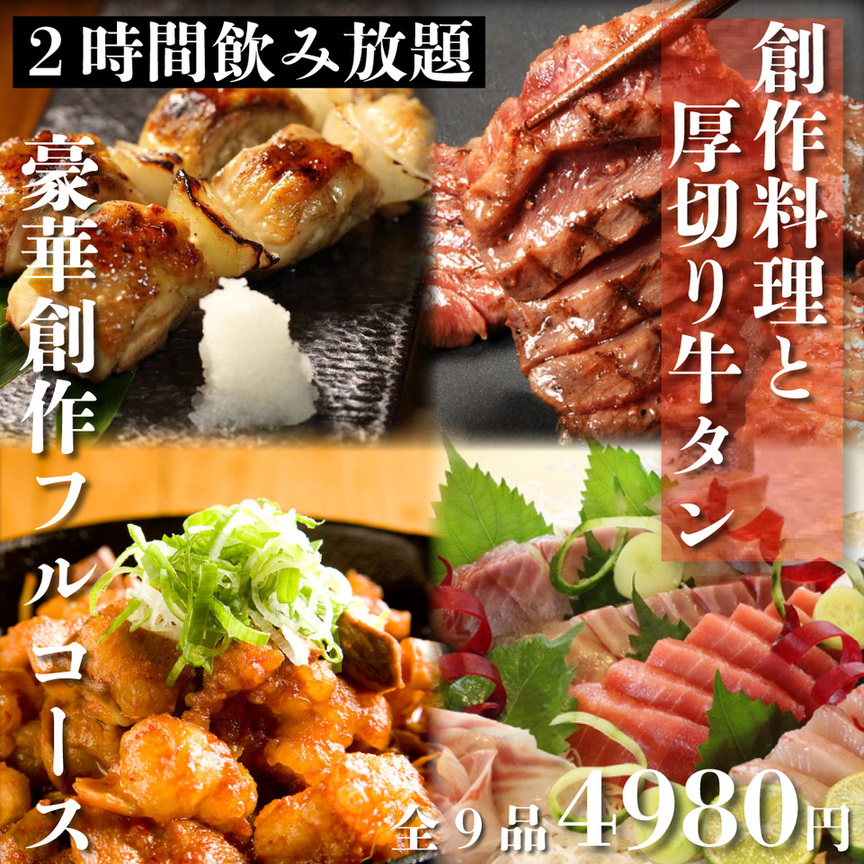 ２時間飲み放題
創作料理と
厚切り牛タン
豪華創作フルコース
全９品4980円